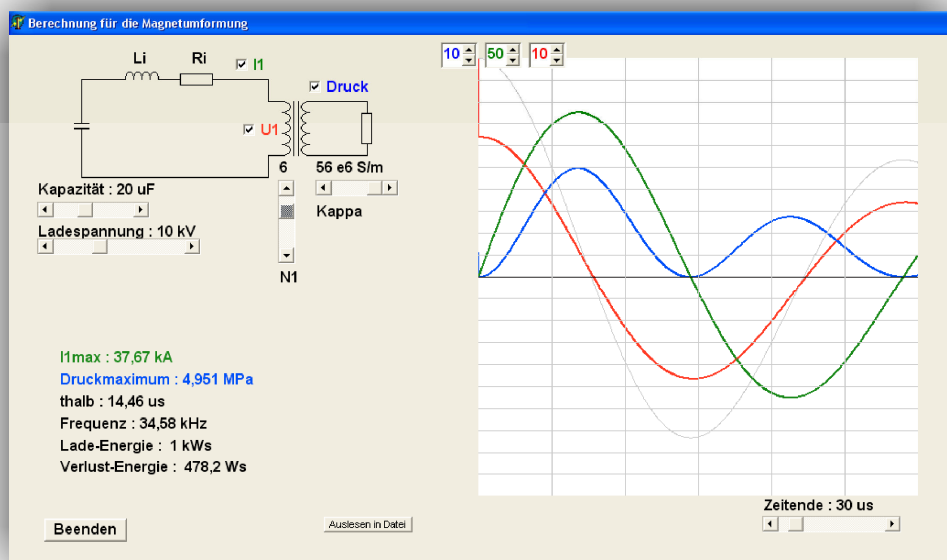 Berechnung für die Magnetumformung
10 50 10
Li Ri I1
Druck
U1
6 56 e6 S/m
Kapazität : 20 uF
Kappa
Ladespannung : 10 kV
N1
I1max : 37,67 kA
Druckmaximum : 4,951 MPa
thalb : 14,46 us
Frequenz : 34,58 kHz
Lade-Energie : 1 kWs
Verlust-Energie : 478,2 Ws
Zeitende : 30 us
Beenden
Auslesen in Datei